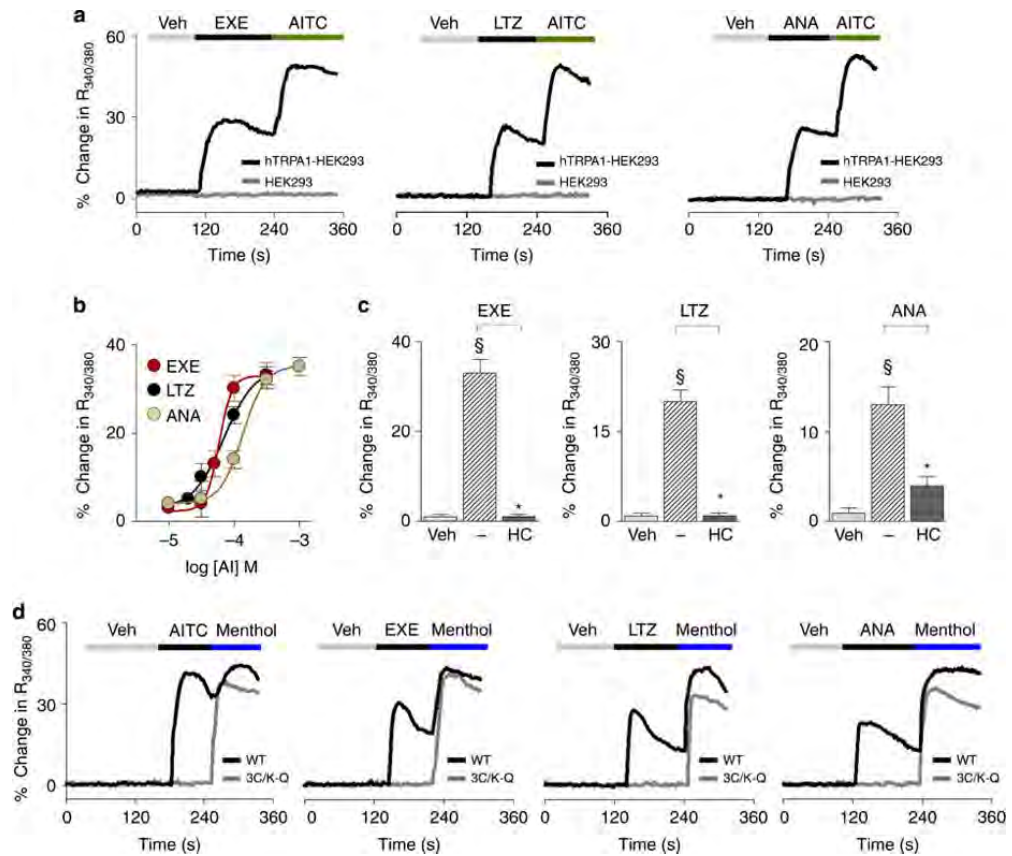 a
Veh EXE AITC
Veh LTZ AITC
Veh ANA AITC
% Change in R340/380
60
30
0
hTRPA1-HEK293
HEK293
hTRPA1-HEK293
HEK293
hTRPA1-HEK293
HEK293
0 120 240 360
0 120 240 360
0 120 240 360
Time (s)
Time (s)
Time (s)
b
% Change in R340/380
40
20
0
EXE
LTZ
ANA
–5 –4 –3
log [AI] M
c
EXE
% Change in R340/380
40
20
0
§
*
Veh – HC
LTZ
% Change in R340/380
30
15
0
§
*
Veh – HC
ANA
% Change in R340/380
20
10
0
§
*
Veh – HC
d
Veh AITC Menthol
Veh EXE Menthol
Veh LTZ Menthol
Veh ANA Menthol
% Change in R340/380
60
30
0
WT
3C/K-Q
WT
3C/K-Q
WT
3C/K-Q
WT
3C/K-Q
0 120 240 360
0 120 240 360
0 120 240 360
0 120 240 360
Time (s)
Time (s)
Time (s)
Time (s)